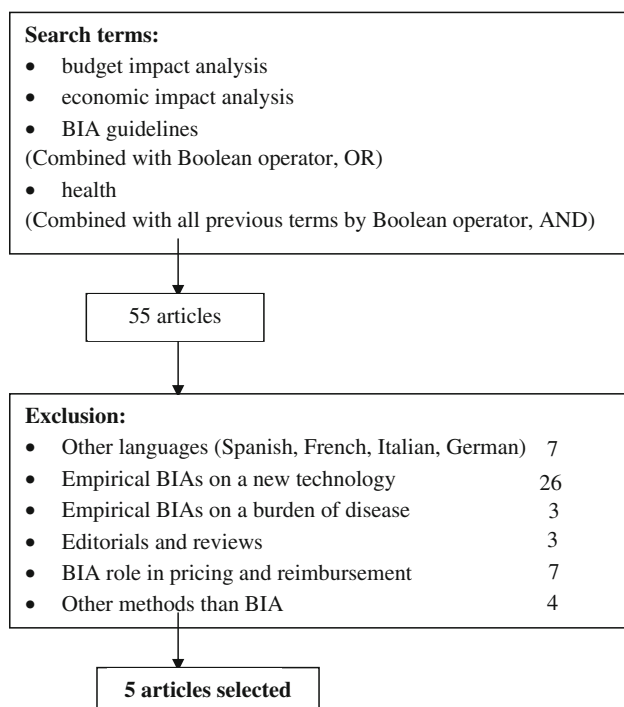 Search terms:
• budget impact analysis
• economic impact analysis
• BIA guidelines
(Combined with Boolean operator, OR)
• health
(Combined with all previous terms by Boolean operator, AND)
55 articles
Exclusion:
• Other languages (Spanish, French, Italian, German) 7
• Empirical BIAs on a new technology 26
• Empirical BIAs on a burden of disease 3
• Editorials and reviews 3
• BIA role in pricing and reimbursement 7
• Other methods than BIA 4
5 articles selected